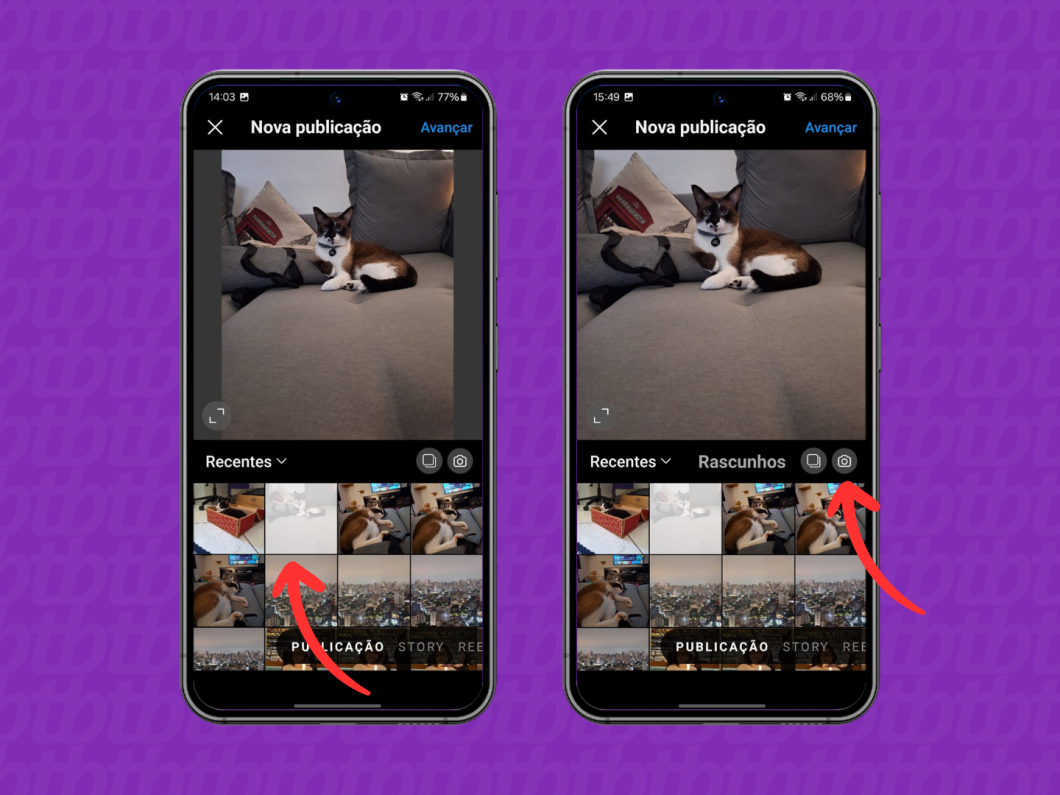 14:03 77%
Nova publicação Avançar
Recentes
PUBLICAÇÃO STORY REE
15:49 68%
Nova publicação Avançar
Recentes Rascunhos
PUBLICAÇÃO STORY REE